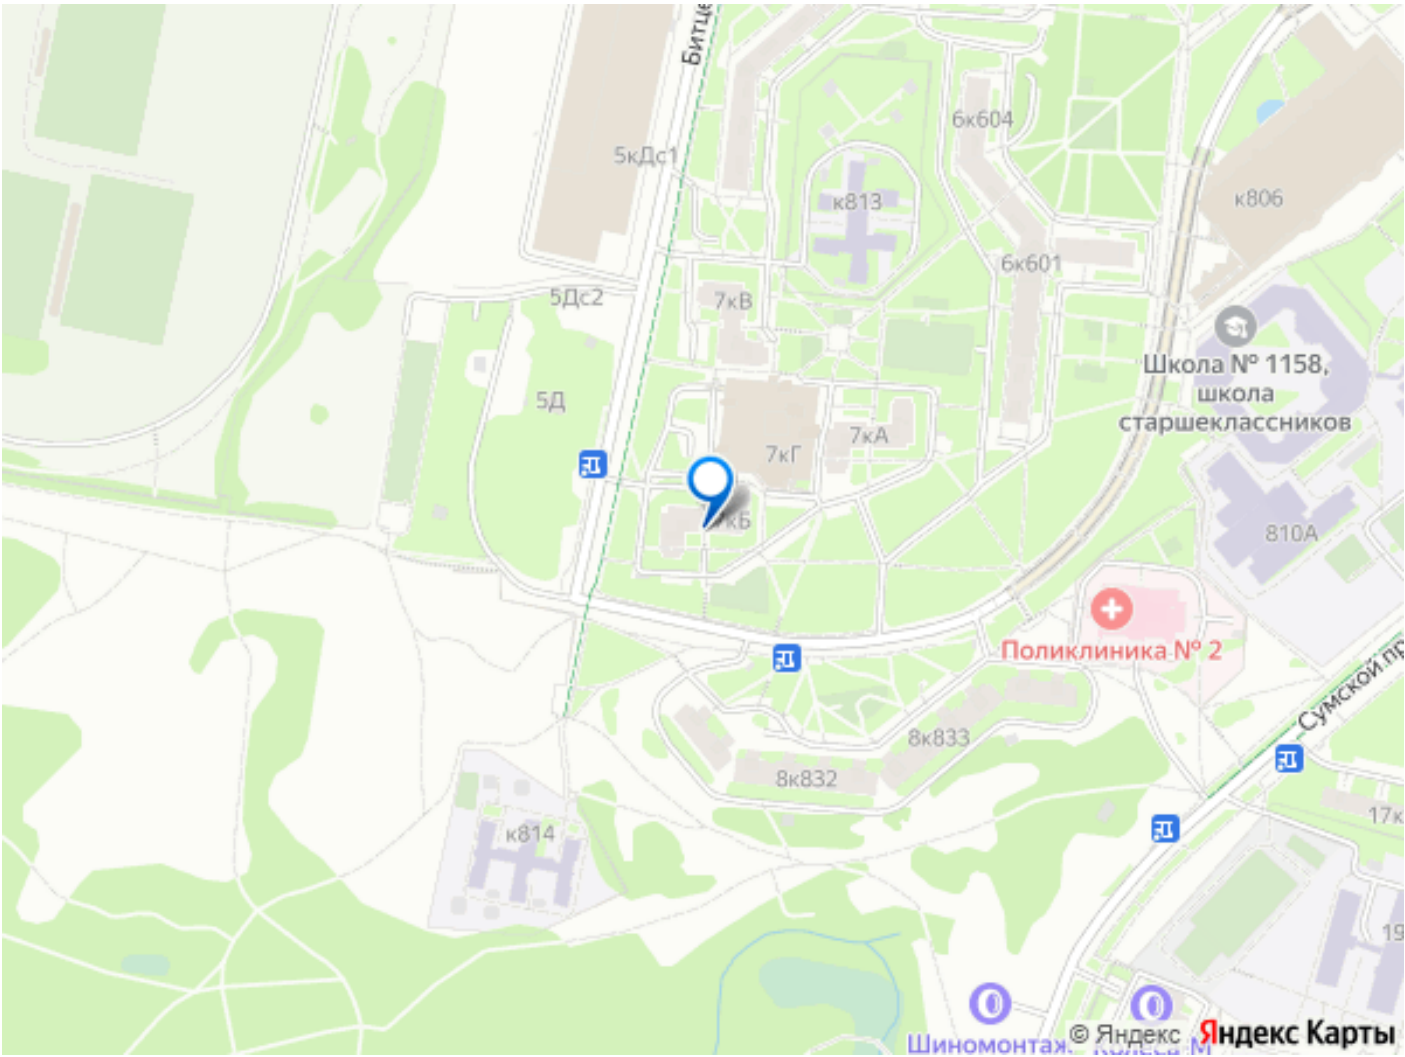 Битце
6к604
5кДс1
к813
к806
6к601
5Дс2
7кВ
Школа № 1158,
школа
старшеклассников
5Д
7кА
7кГ
7кБ
810А
Поликлиника № 2
Сумской пр
8к833
8к832
17к
к814
19
© Яндекс
Яндекс Карты
Шиномонтаж